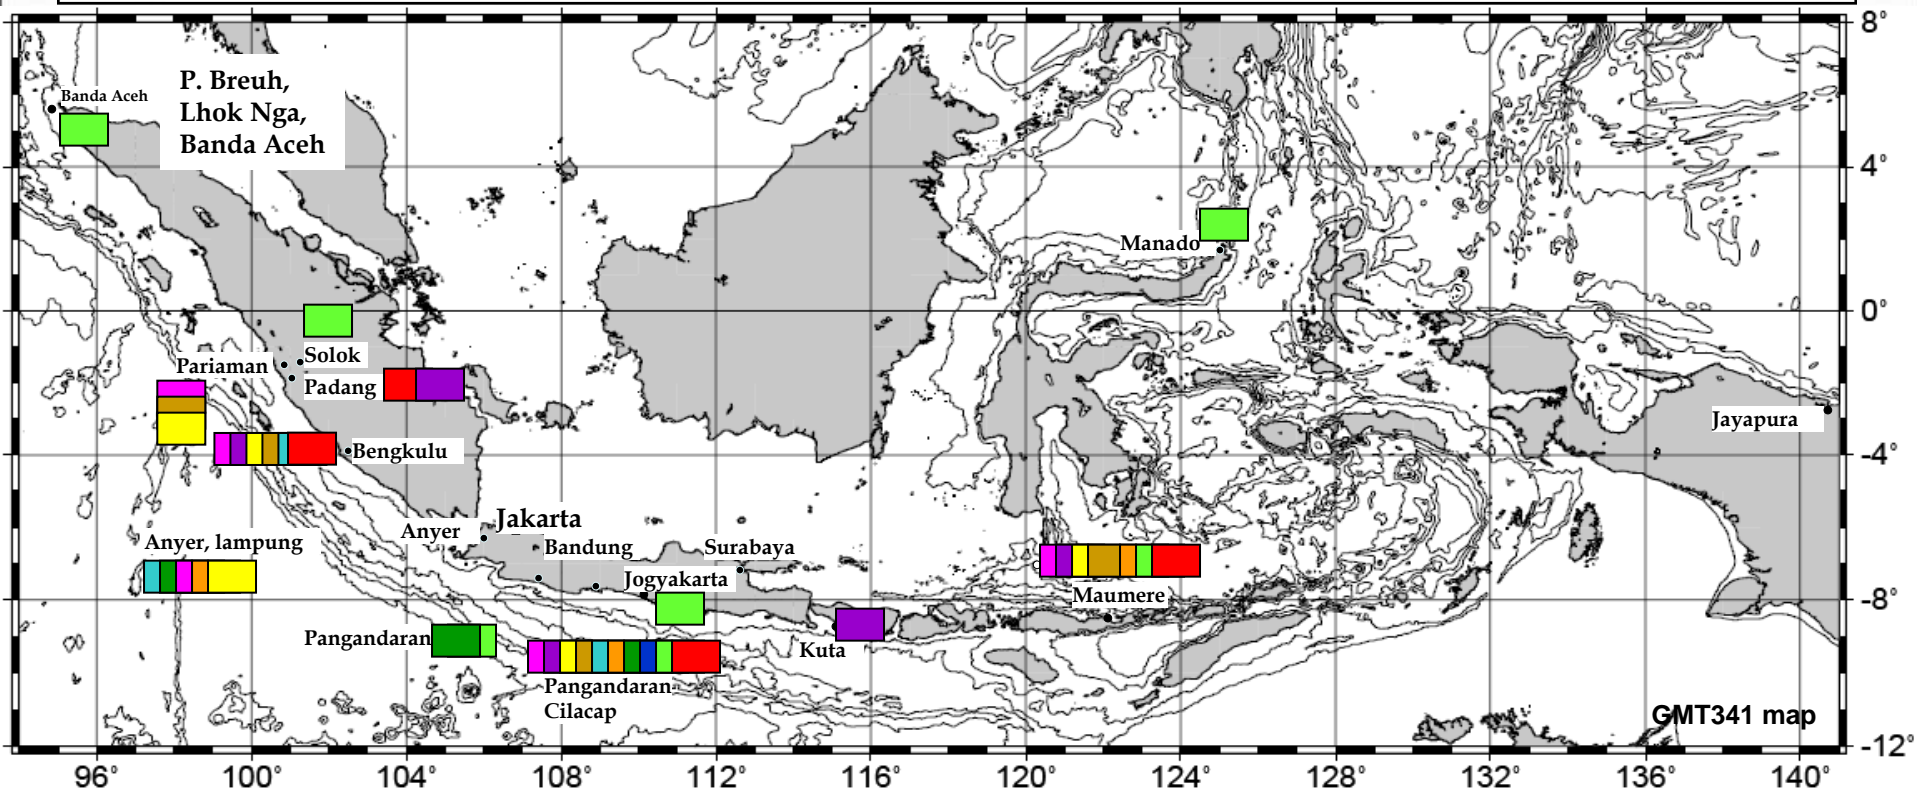 8°
Banda Aceh
P. Breuh,
Lhok Nga,
Banda Aceh
4°
Manado
0°
Solok
Pariaman
Padang
Jayapura
Bengkulu
-4°
Jakarta
Anyer
Anyer, lampung
Bandung
Surabaya
Jogyakarta
Maumere
-8°
Pangandaran
Kuta
Pangandaran
Cilacap
GMT341 map
-12°
96° 100° 104° 108° 112° 116° 120° 124° 128° 132° 136° 140°